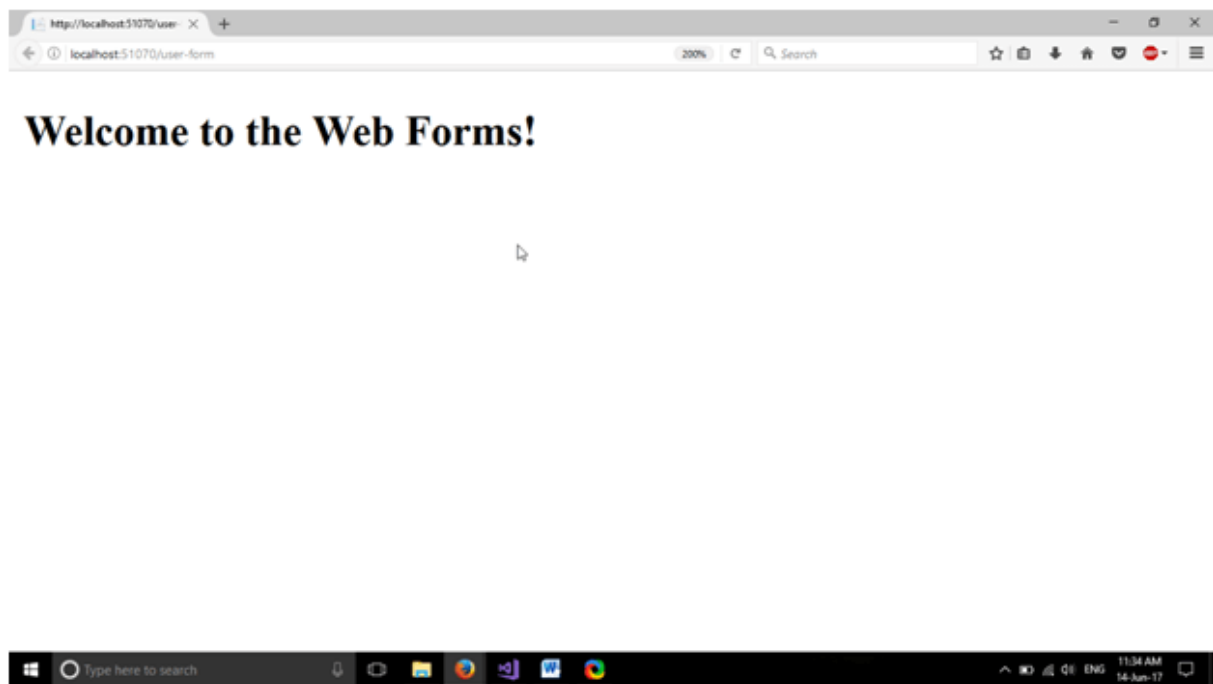 http://localhost:51070/user-
localhost:51070/user-form
200%
Search
Welcome to the Web Forms!
Type here to search
ENG
11:34 AM
14-Jun-17